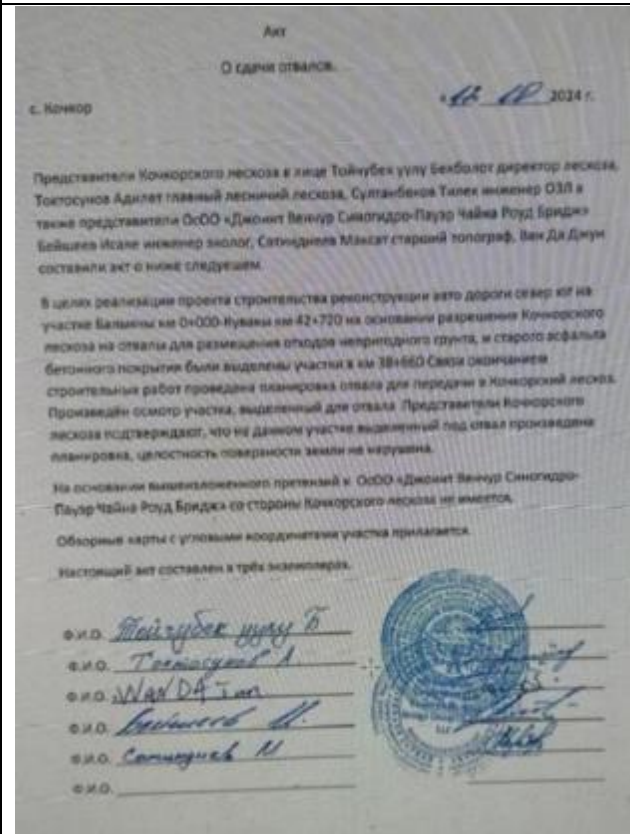 Акт
О сдачи отвалов.
с. Кочкор
2024 г.
Представители Кочкорского лесхоза в лице Тойчубек уулу Бекболот директор лесхоза,
Токтосунов Адилет главный лесничий лесхоза, Султанбеков Тилек инженер ОЗЛ а
также представители ОсОО «Джоинт Венчур Синогидро-Пауэр Чайна Роуд Бридж»
Бейшеев Исаке инженер эколог, Сатиндиев Максат старший топограф, Ван Да Джун
составили акт о ниже следующем.
В целях реализации проекта строительства реконструкции авто дороги север юг на
участке Балыкчы км 0+000-Кувакы км 42+720 на основании разрешения Кочкорского
лесхоза на отвалы для размещения отходов непригодного грунта, и старого асфальта
бетонного покрытия были выделены участки в км 38+660 Связи окончанием
строительных работ проведена планировка отвала для передачи в Кочкорский лесхоз.
Произведён осмотр участка, выделенный для отвала. Представители Кочкорского
лесхоза подтверждают, что на данном участке выделенный под отвал произведена
планировка, целостность поверхности земли не нарушена.
На основании вышеизложенного претензий к ОсОО «Джоинт Венчур Синогидро-
Пауэр Чайна Роуд Бридж» со стороны Кочкорского лесхоза не имеется.
Обзорные карты с угловыми координатами участка прилагается.
Настоящий акт составлен в трёх экземплярах.
Ф.И.О. Тойчубек уулу Б
Ф.И.О. Токтосунов А.
Ф.И.О. WAN DA Jun
Ф.И.О. Бейшеев И.
Ф.И.О. Сатиндиев М
Ф.И.О.